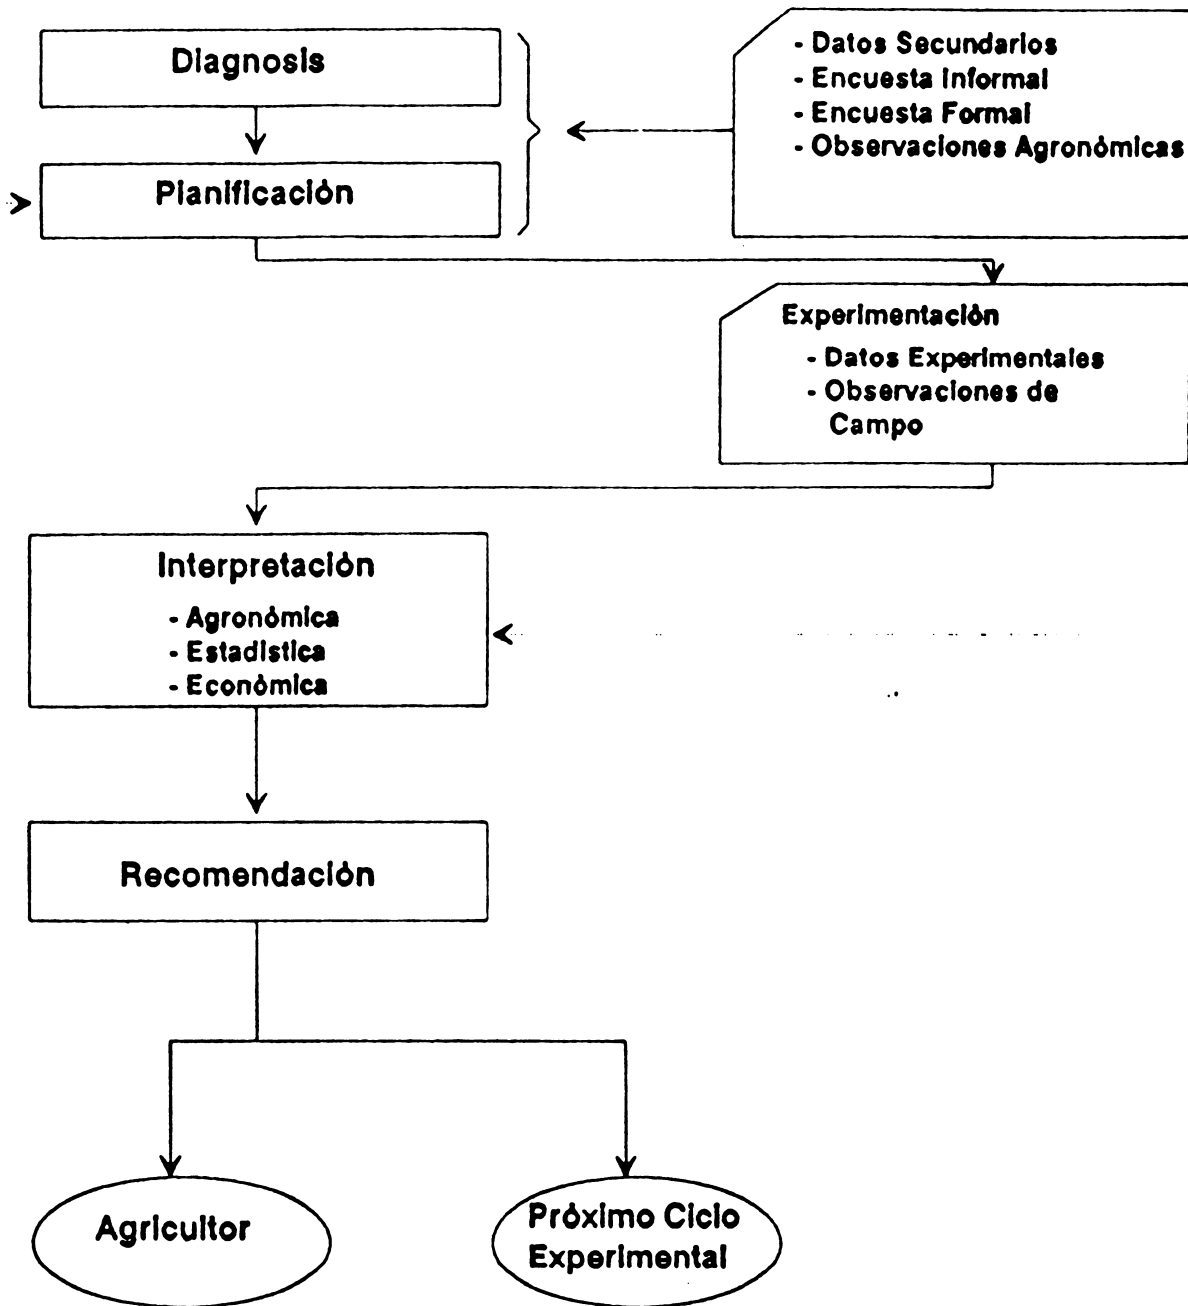 Diagnosis
Planificación
- Datos Secundarios
- Encuesta Informal
- Encuesta Formal
- Observaciones Agronómicas
Experimentación
- Datos Experimentales
- Observaciones de
Campo
Interpretación
- Agronómica
- Estadística
- Económica
Recomendación
Agricultor
Próximo Ciclo
Experimental